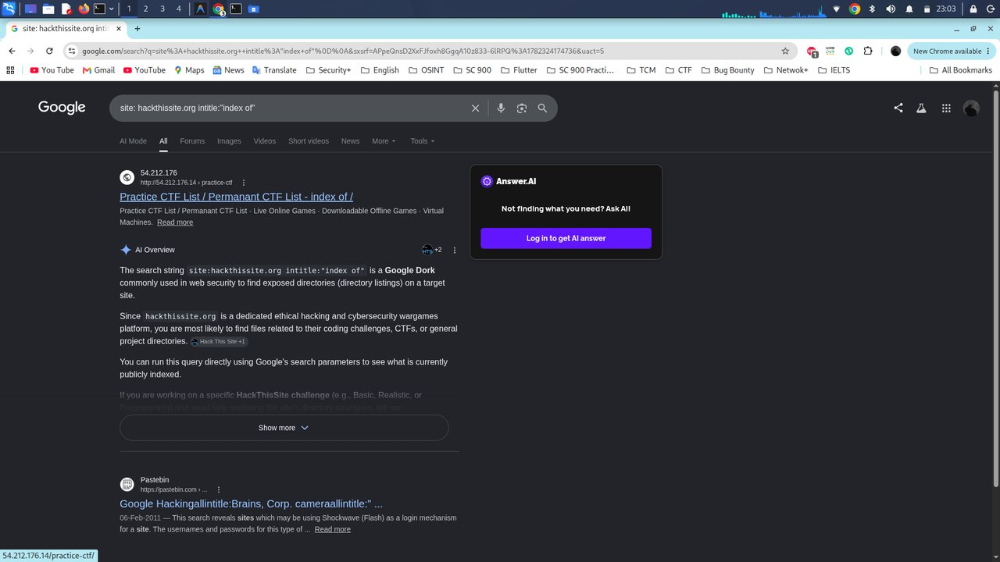 1 2 3 4
3
23:03
site: hackthissite.org inti
google.com/search?q=site%3A+hackthissite.org++intitle%3A"index+of"%0D%0A&sxsrf=APpeQnsD2XxFJfoxh8GgqA10z833-6lRPQ%3A1782324174736&uact=5
1
New Chrome available
You Tube Gmail YouTube Maps News Translate Security+ English OSINT SC 900 Flutter SC 900 Practi... TCM CTF Bug Bounty Netwok+ IELTS All Bookmarks
Google
site: hackthissite.org intitle:"index of"
AI Mode All Forums Images Videos Short videos News More Tools
54.212.176
http://54.212.176.14 › practice-ctf
Practice CTF List / Permanant CTF List - index of /
Practice CTF List / Permanant CTF List · Live Online Games · Downloadable Offline Games · Virtual
Machines. Read more
Answer.AI
Not finding what you need? Ask AI!
Log in to get AI answer
AI Overview
HTS +2
The search string site:hackthissite.org intitle:"index of" is a Google Dork
commonly used in web security to find exposed directories (directory listings) on a target
site.
Since hackthissite.org is a dedicated ethical hacking and cybersecurity wargames
platform, you are most likely to find files related to their coding challenges, CTFs, or general
project directories. Hack This Site +1
You can run this query directly using Google's search parameters to see what is currently
publicly indexed.
If you are working on a specific HackThisSite challenge (e.g., Basic, Realistic, or
Programming) and need help exploring the site's directory structures, tell me:
Show more
Pastebin
https://pastebin.com › ...
Google Hackingallintitle:Brains, Corp. cameraallintitle:" ...
06-Feb-2011 — This search reveals sites which may be using Shockwave (Flash) as a login mechanism
for a site. The usernames and passwords for this type of ... Read more
54.212.176.14/practice-ctf/